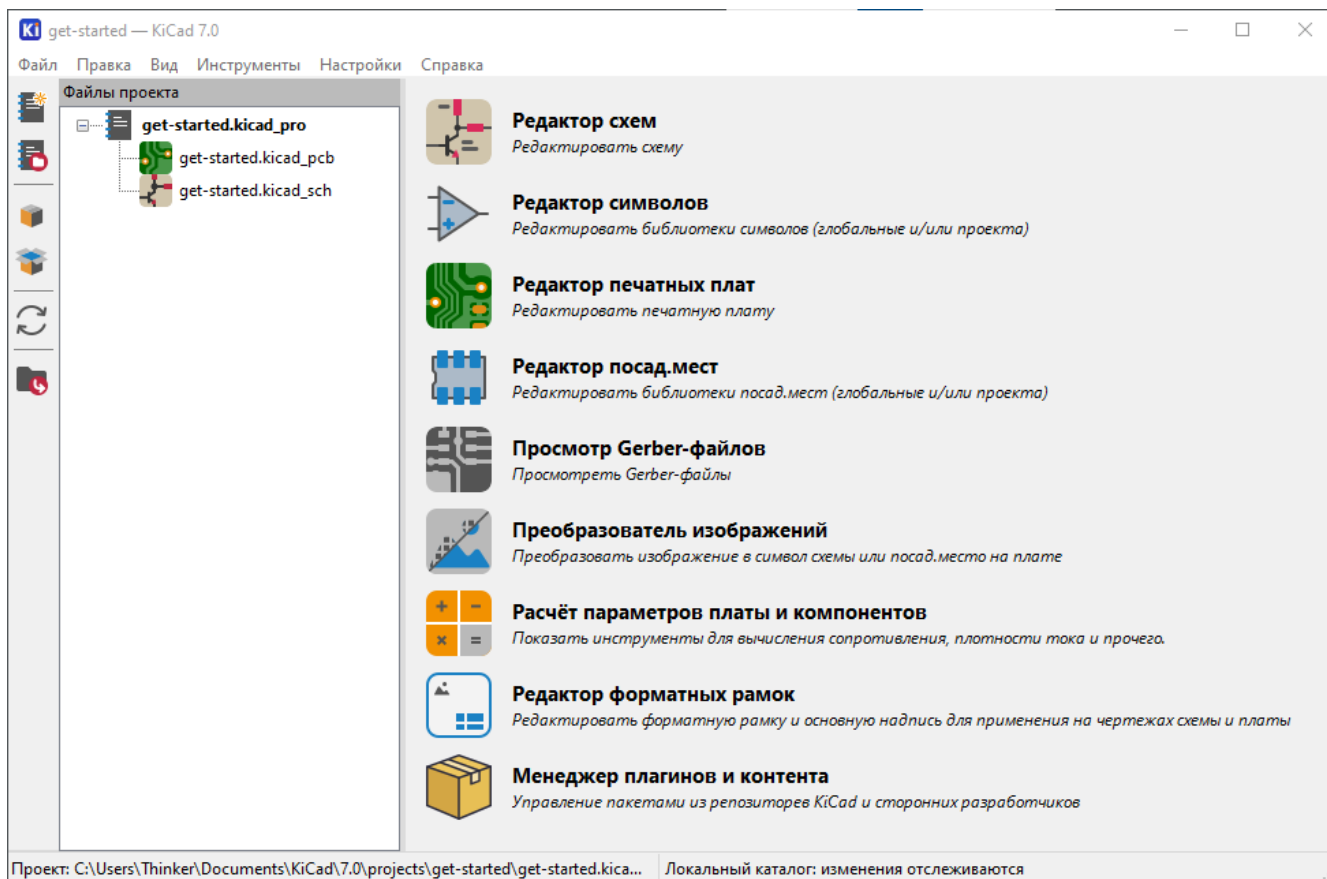 get-started — KiCad 7.0
Файл Правка Вид Инструменты Настройки Справка
Файлы проекта
get-started.kicad_pro
get-started.kicad_pcb
get-started.kicad_sch
Редактор схем
Редактировать схему
Редактор символов
Редактировать библиотеки символов (глобальные и/или проекта)
Редактор печатных плат
Редактировать печатную плату
Редактор посад.мест
Редактировать библиотеки посад.мест (глобальные и/или проекта)
Просмотр Gerber-файлов
Просмотреть Gerber-файлы
Преобразователь изображений
Преобразовать изображение в символ схемы или посад.место на плате
Расчёт параметров платы и компонентов
Показать инструменты для вычисления сопротивления, плотности тока и прочего.
Редактор форматных рамок
Редактировать форматную рамку и основную надпись для применения на чертежах схемы и платы
Менеджер плагинов и контента
Управление пакетами из репозиторев KiCad и сторонних разработчиков
Проект: C:\Users\Thinker\Documents\KiCad\7.0\projects\get-started\get-started.kica... Локальный каталог: изменения отслеживаются